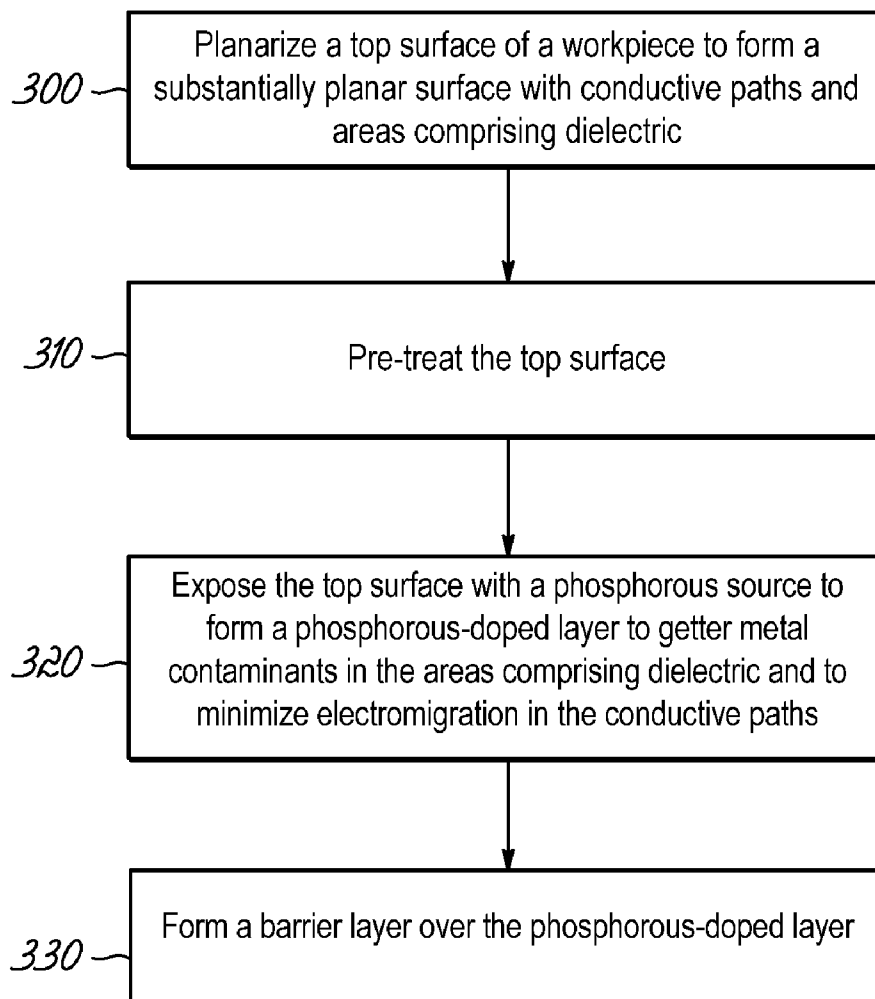 Planarize a top surface of a workpiece to form a
substantially planar surface with conductive paths and
areas comprising dielectric
300
Pre-treat the top surface
310
Expose the top surface with a phosphorous source to
form a phosphorous-doped layer to getter metal
contaminants in the areas comprising dielectric and to
minimize electromigration in the conductive paths
320
Form a barrier layer over the phosphorous-doped layer
330